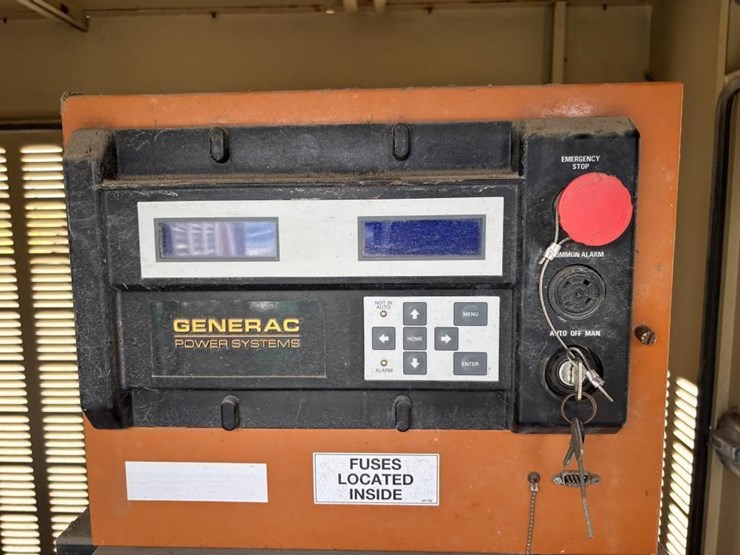 EMERGENCY
STOP
COMMON ALARM
GENERAC
POWER SYSTEMS
NOT IN
AUTO
MENU
HOME
ALARM
ENTER
AUTO OFF MAN
FUSES
LOCATED
INSIDE